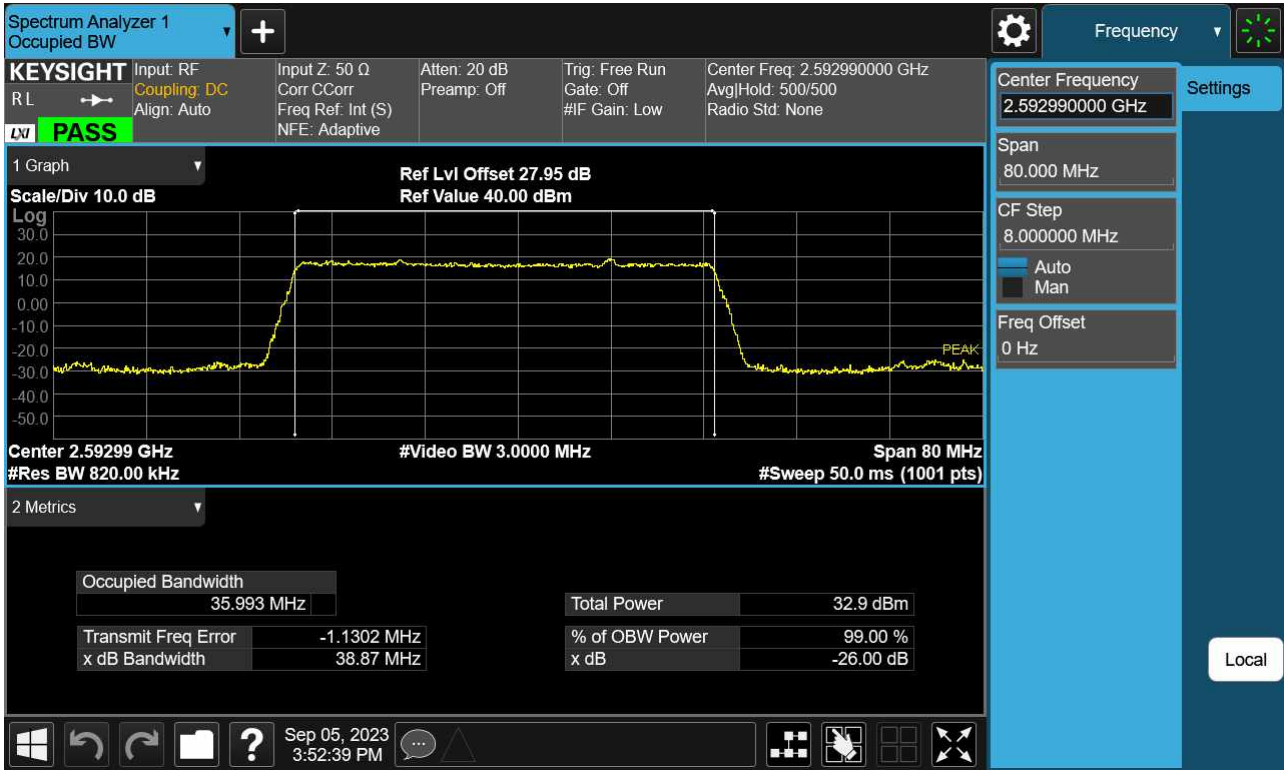 Spectrum Analyzer 1
Occupied BW
+
Frequency
KEYSIGHT
R L
LXI
PASS
Input: RF
Coupling: DC
Align: Auto
Input Z: 50 Ω
Corr CCorr
Freq Ref: Int (S)
NFE: Adaptive
Atten: 20 dB
Preamp: Off
Trig: Free Run
Gate: Off
#IF Gain: Low
Center Freq: 2.592990000 GHz
Avg|Hold: 500/500
Radio Std: None
Center Frequency
2.592990000 GHz
Settings
Span
80.000 MHz
CF Step
8.000000 MHz
Auto
Man
Freq Offset
0 Hz
Local
1 Graph
Scale/Div 10.0 dB
Ref Lvl Offset 27.95 dB
Ref Value 40.00 dBm
Log
30.0
20.0
10.0
0.00
-10.0
-20.0
-30.0
-40.0
-50.0
PEAK
Center 2.59299 GHz
#Video BW 3.0000 MHz
Span 80 MHz
#Res BW 820.00 kHz
#Sweep 50.0 ms (1001 pts)
2 Metrics
Occupied Bandwidth
35.993 MHz
Transmit Freq Error -1.1302 MHz
x dB Bandwidth 38.87 MHz
Total Power 32.9 dBm
% of OBW Power 99.00 %
x dB -26.00 dB
?
Sep 05, 2023
3:52:39 PM